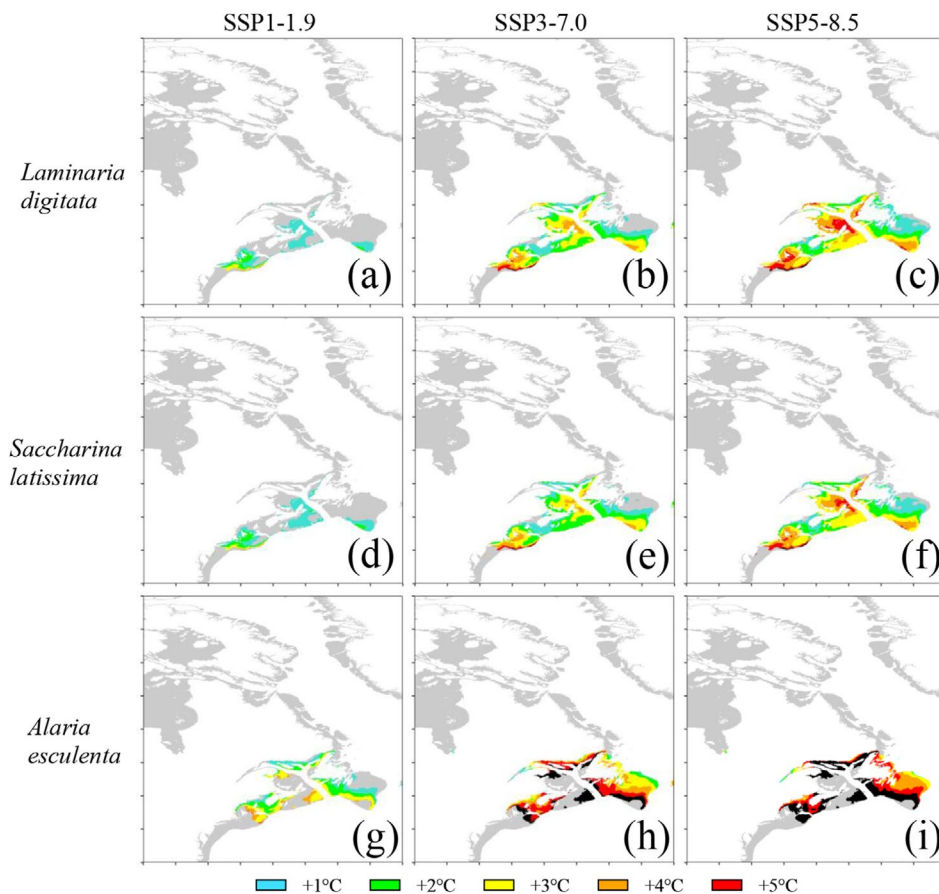 SSP1-1.9 SSP3-7.0 SSP5-8.5
Laminaria
digitata
(a) (b) (c)
Saccharina
latissima
(d) (e) (f)
Alaria
esculenta
(g) (h) (i)
+1°C +2°C +3°C +4°C +5°C